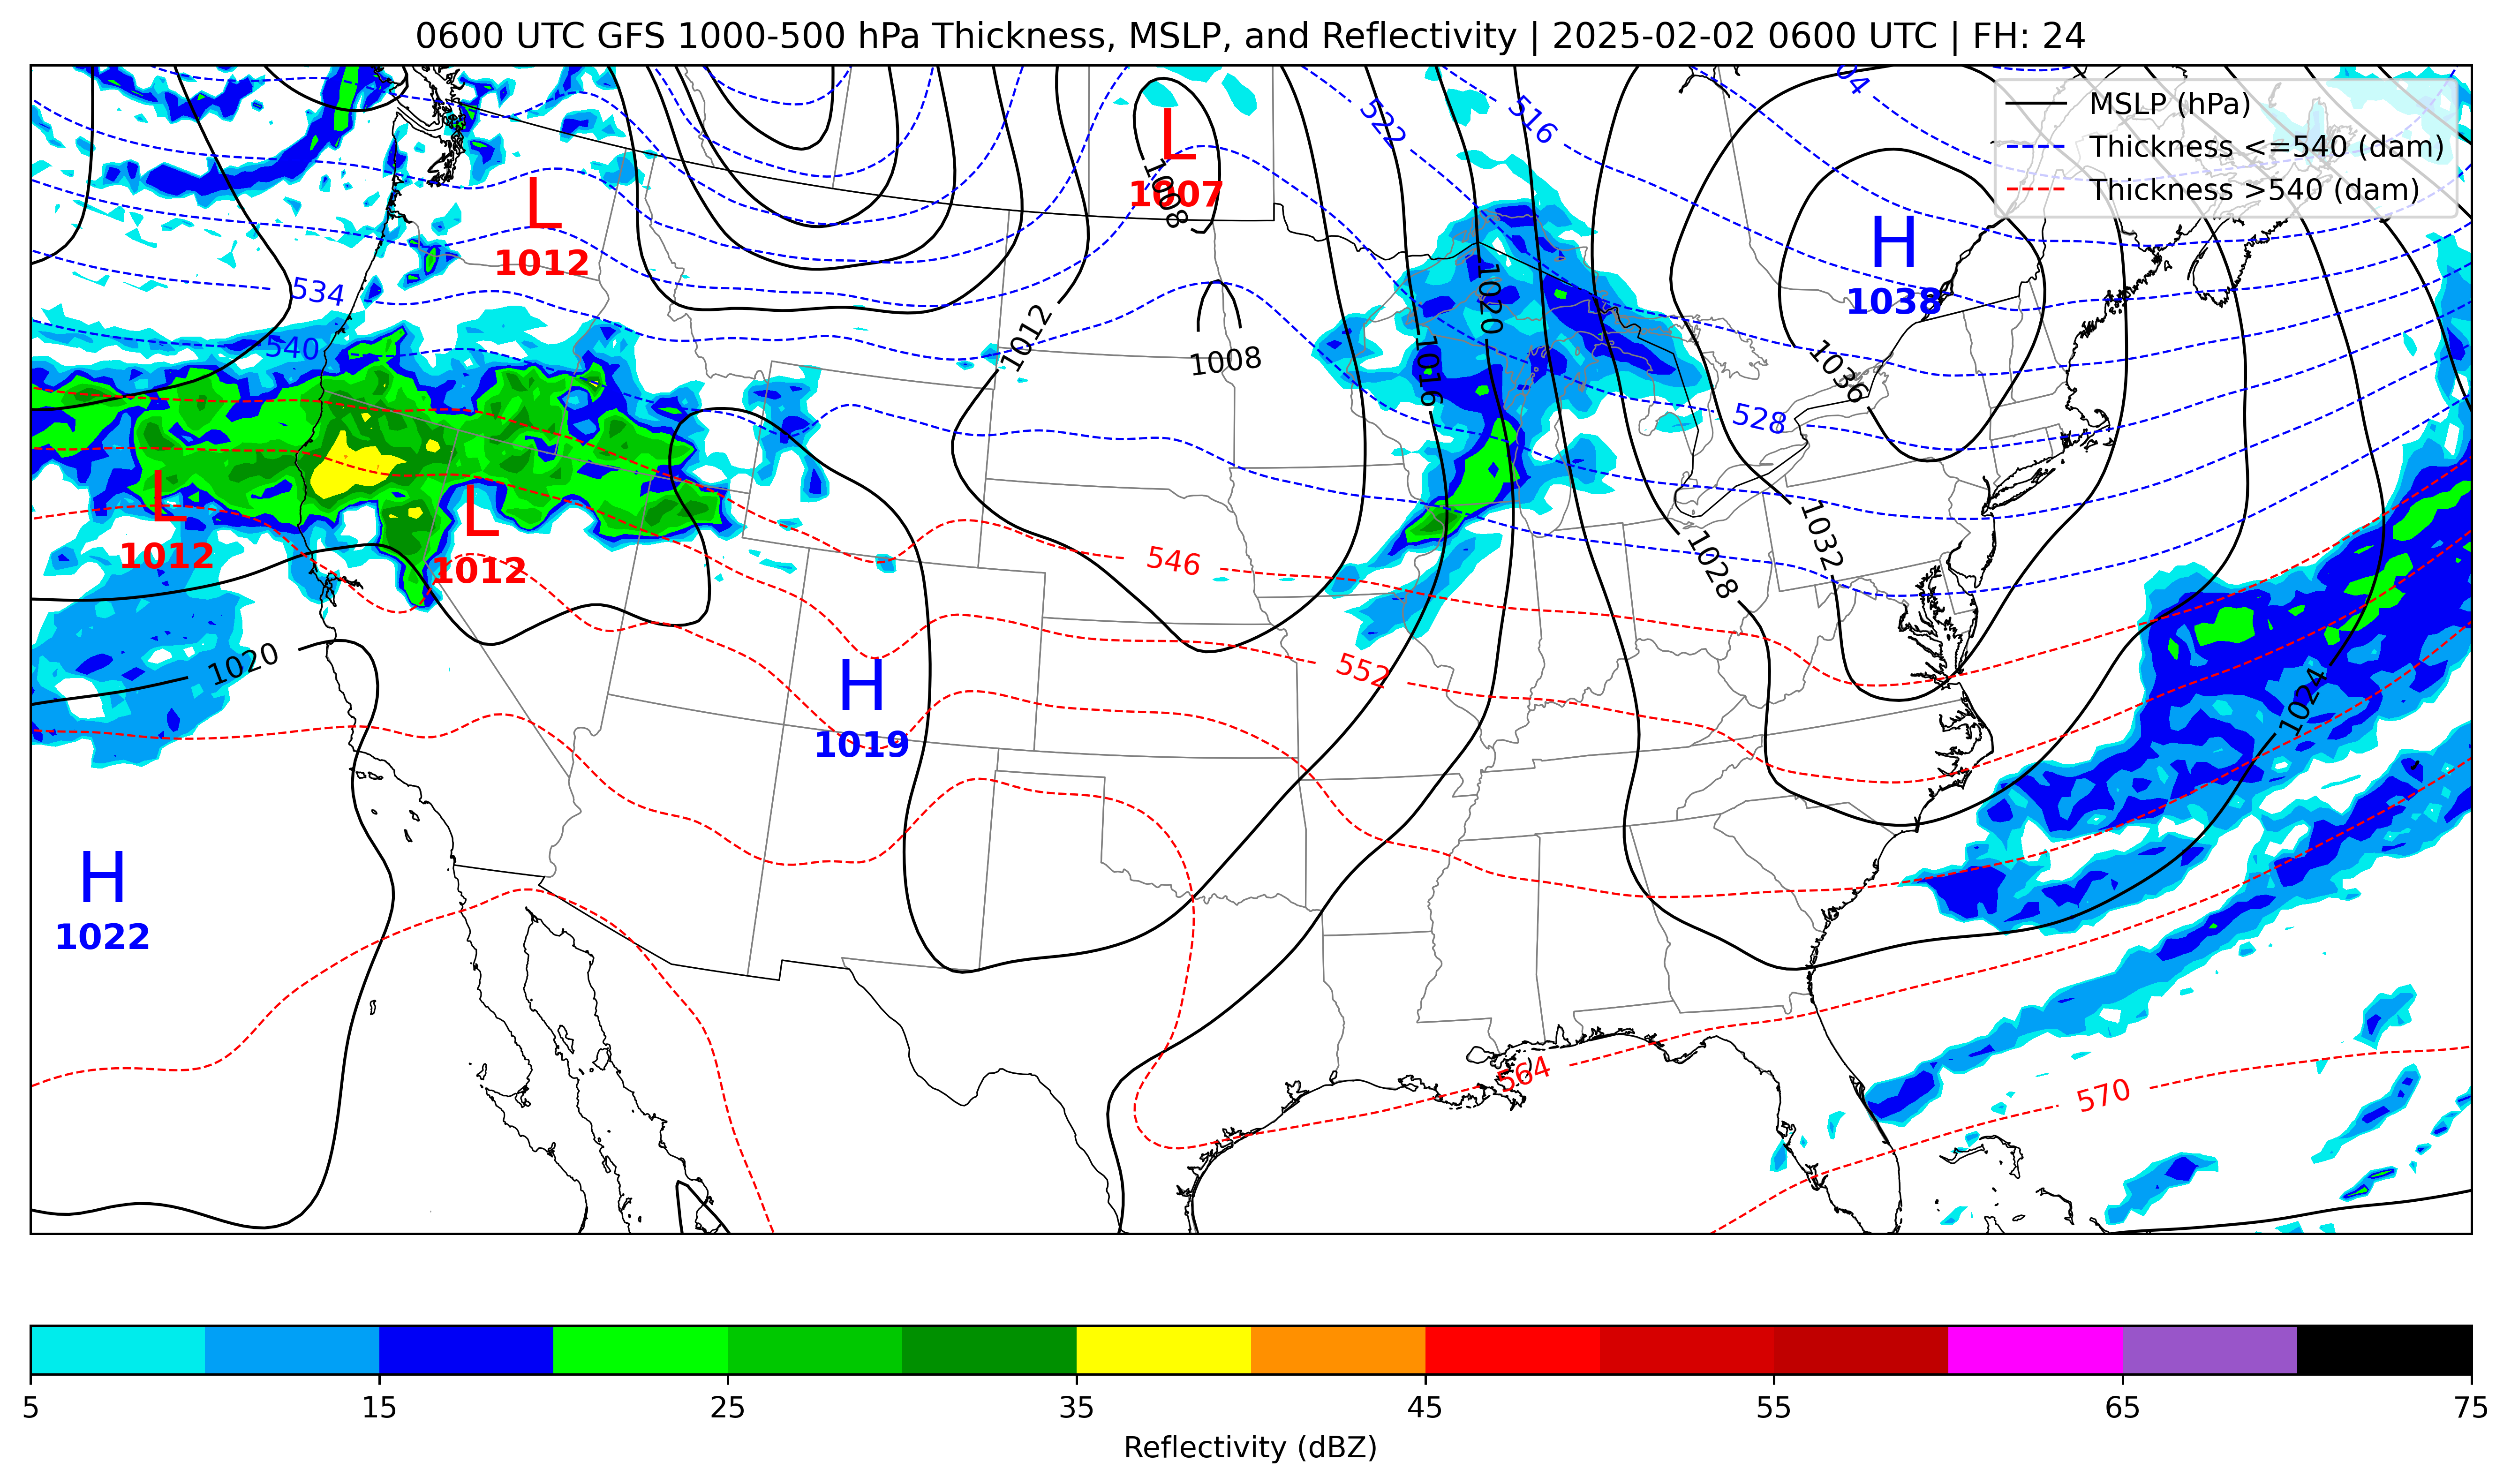 0600 UTC GFS 1000-500 hPa Thickness, MSLP, and Reflectivity | 2025-02-02 0600 UTC | FH: 24
MSLP (hPa)
Thickness <=540 (dam)
Thickness >540 (dam)
522
516
L
1007
1008
L
1012
H
1038
534
1020
540
1012
1008
1016
1036
528
L
1012
L
1012
546
1032
1028
1020
552
H
1019
1024
H
1022
564
570
5
15
25
35
45
55
65
75
Reflectivity (dBZ)